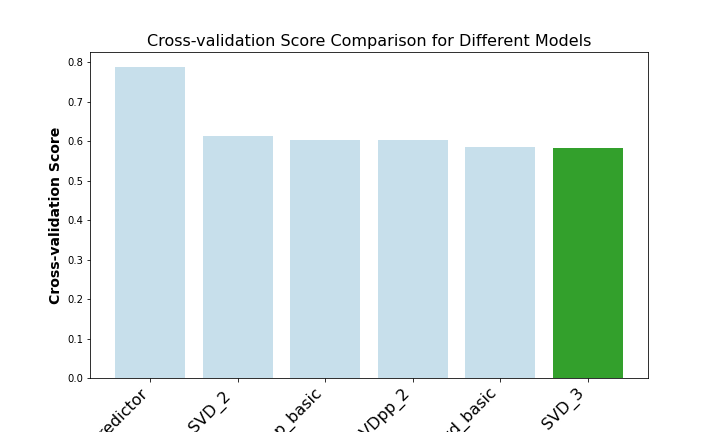 Cross-validation Score Comparison for Different Models
Cross-validation Score
0.8
0.7
0.6
0.5
0.4
0.3
0.2
0.1
0.0
redictor
SVD_2
p_basic
VDpp_2
d_basic
SVD_3